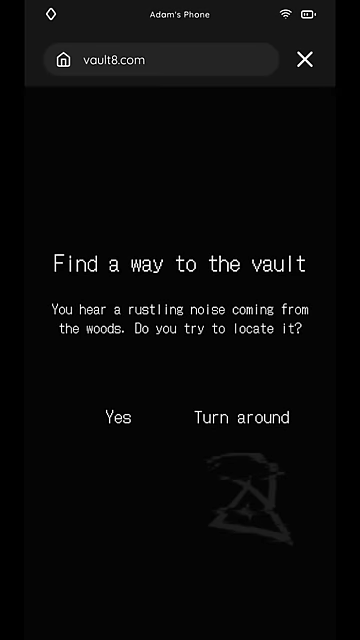 Adam's Phone
vault8.com
Find a way to the vault
You hear a rustling noise coming from
the woods. Do you try to locate it?
Yes Turn around